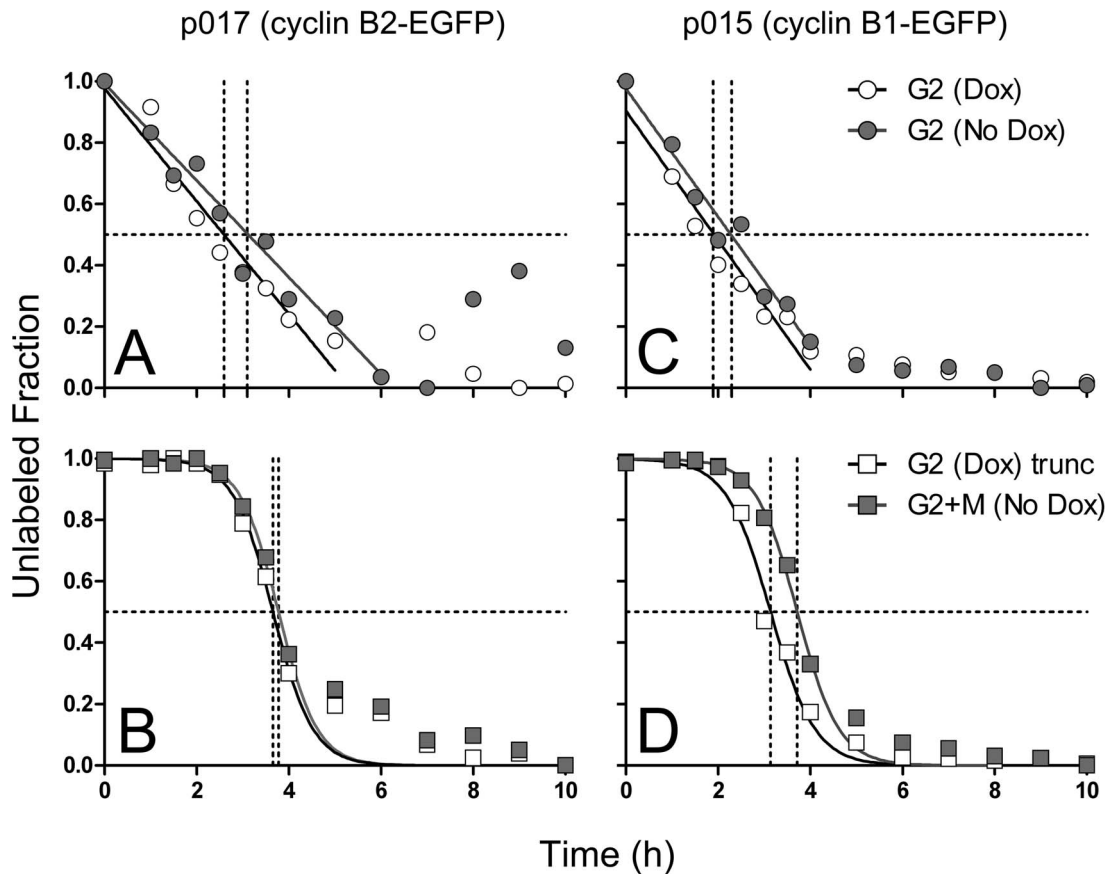 p017 (cyclin B2-EGFP)
p015 (cyclin B1-EGFP)
1.0
0.8
0.6
0.4
0.2
0.0
A
0
2
4
6
8
10
C
G2 (Dox)
G2 (No Dox)
Unlabeled Fraction
1.0
0.8
0.6
0.4
0.2
0.0
B
0
2
4
6
8
10
D
G2 (Dox) trunc
G2+M (No Dox)
Time (h)